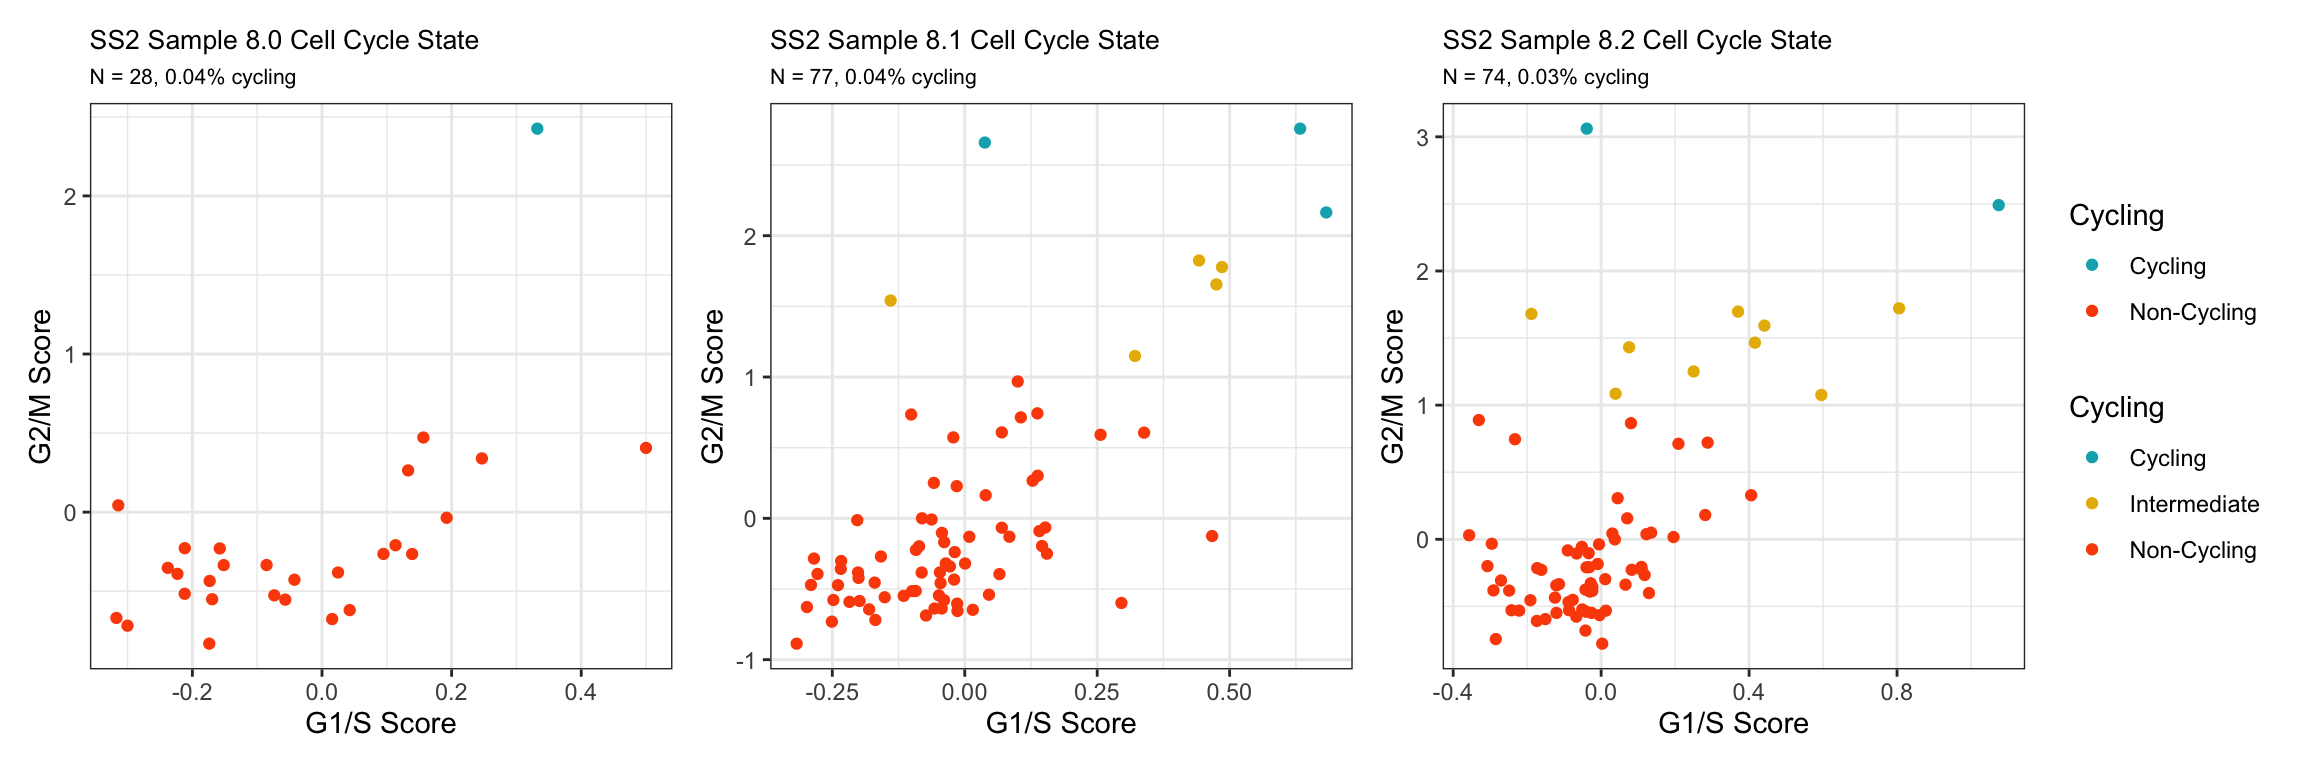 SS2 Sample 8.0 Cell Cycle State
N = 28, 0.04% cycling
2
1
0
G2/M Score
-0.2 0.0 0.2 0.4
G1/S Score
SS2 Sample 8.1 Cell Cycle State
N = 77, 0.04% cycling
2
1
0
-1
G2/M Score
-0.25 0.00 0.25 0.50
G1/S Score
SS2 Sample 8.2 Cell Cycle State
N = 74, 0.03% cycling
3
2
1
0
G2/M Score
-0.4 0.0 0.4 0.8
G1/S Score
Cycling
Cycling
Non-Cycling
Cycling
Cycling
Intermediate
Non-Cycling